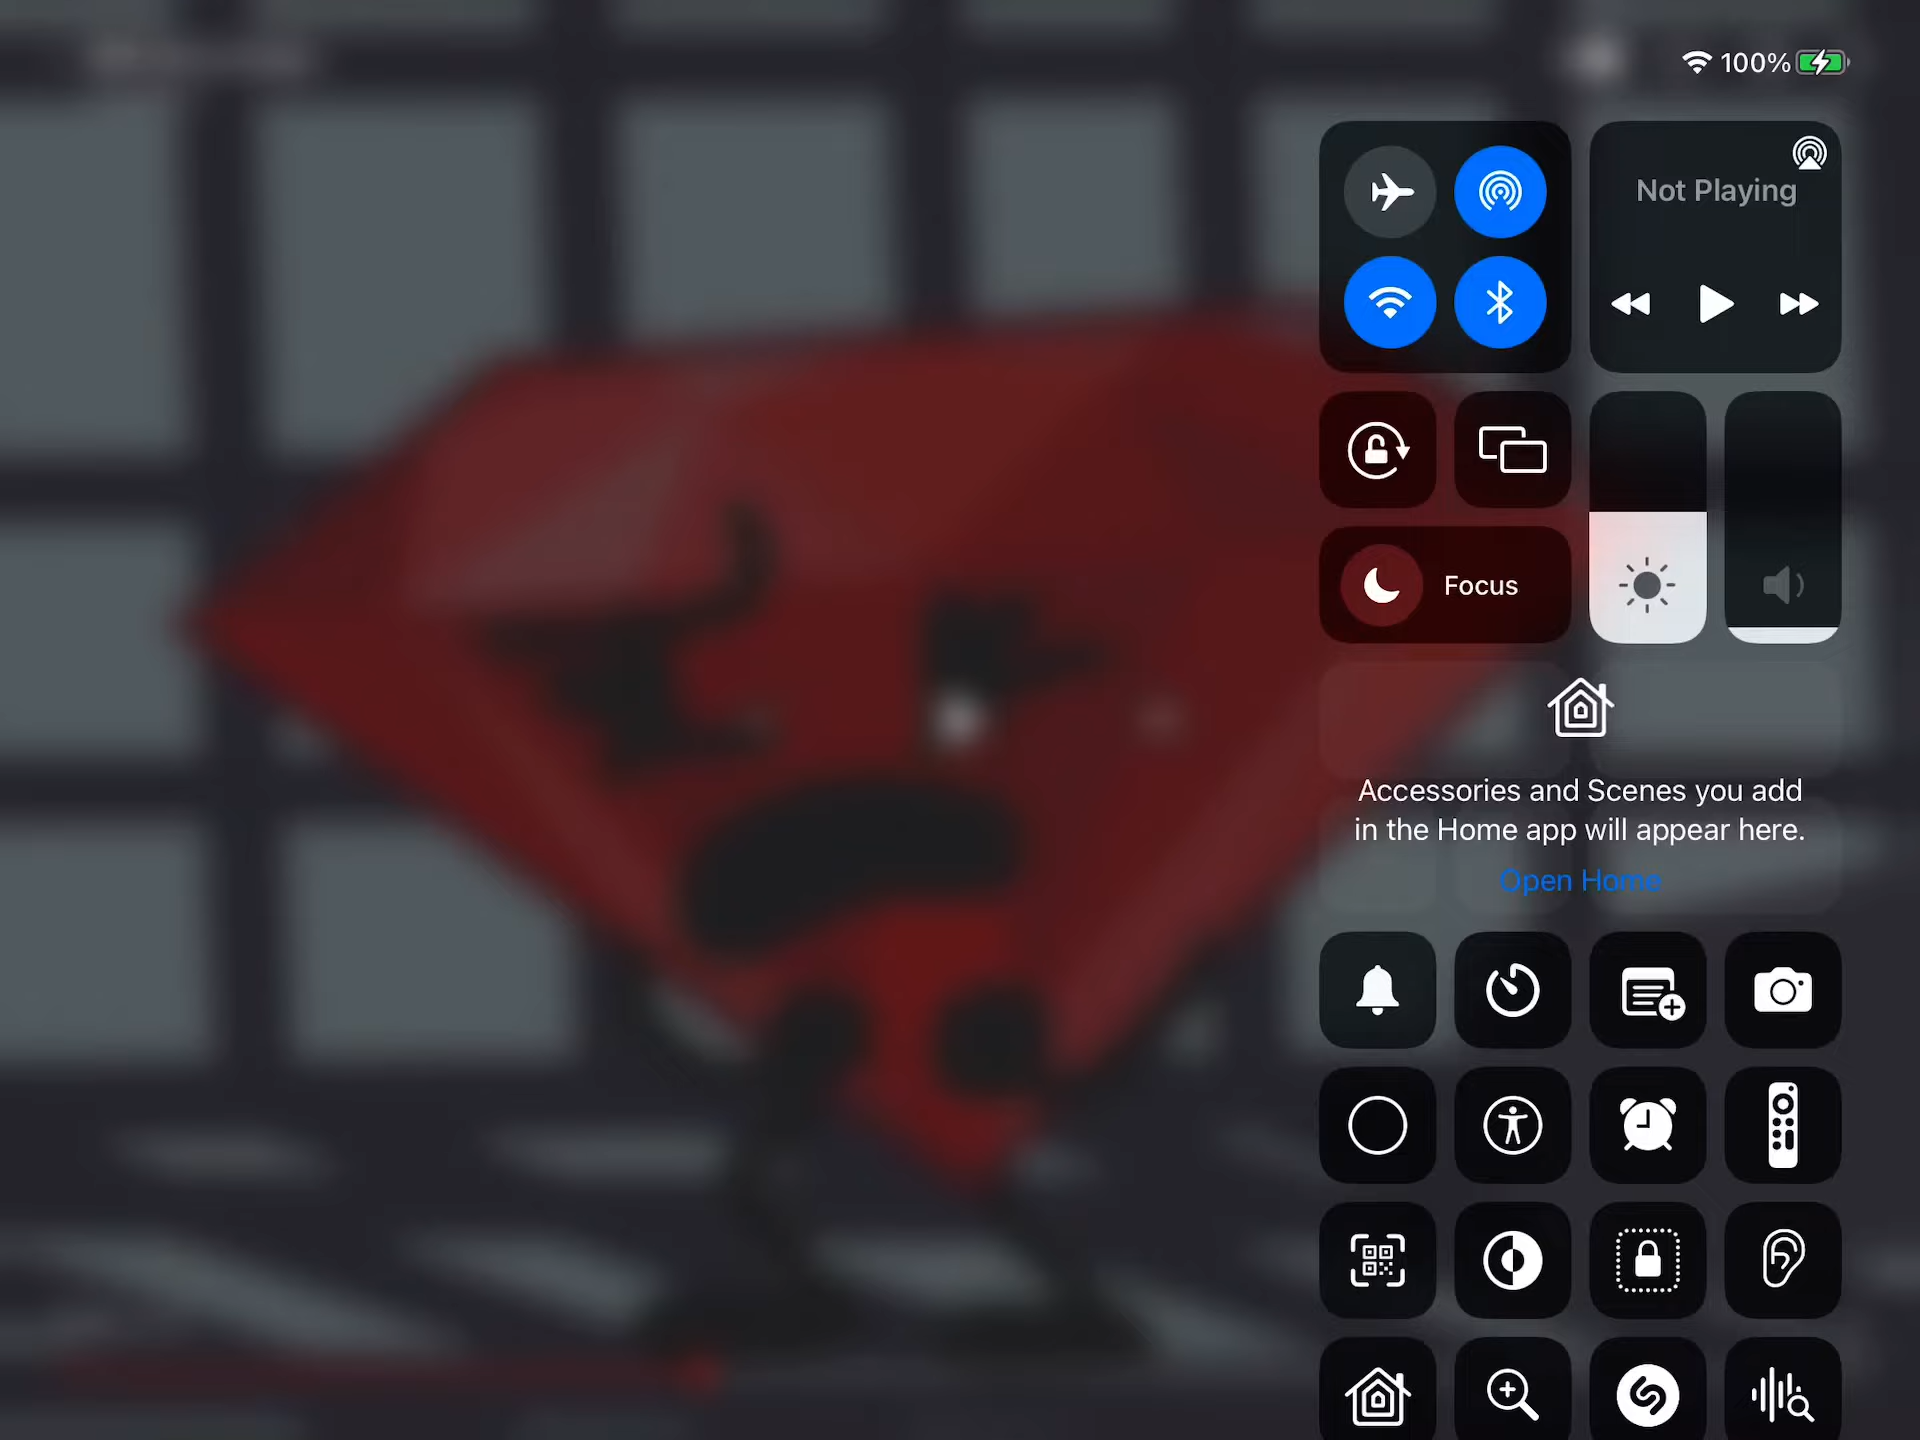 100%
Not Playing
Focus
Accessories and Scenes you add
in the Home app will appear here.
Open Home